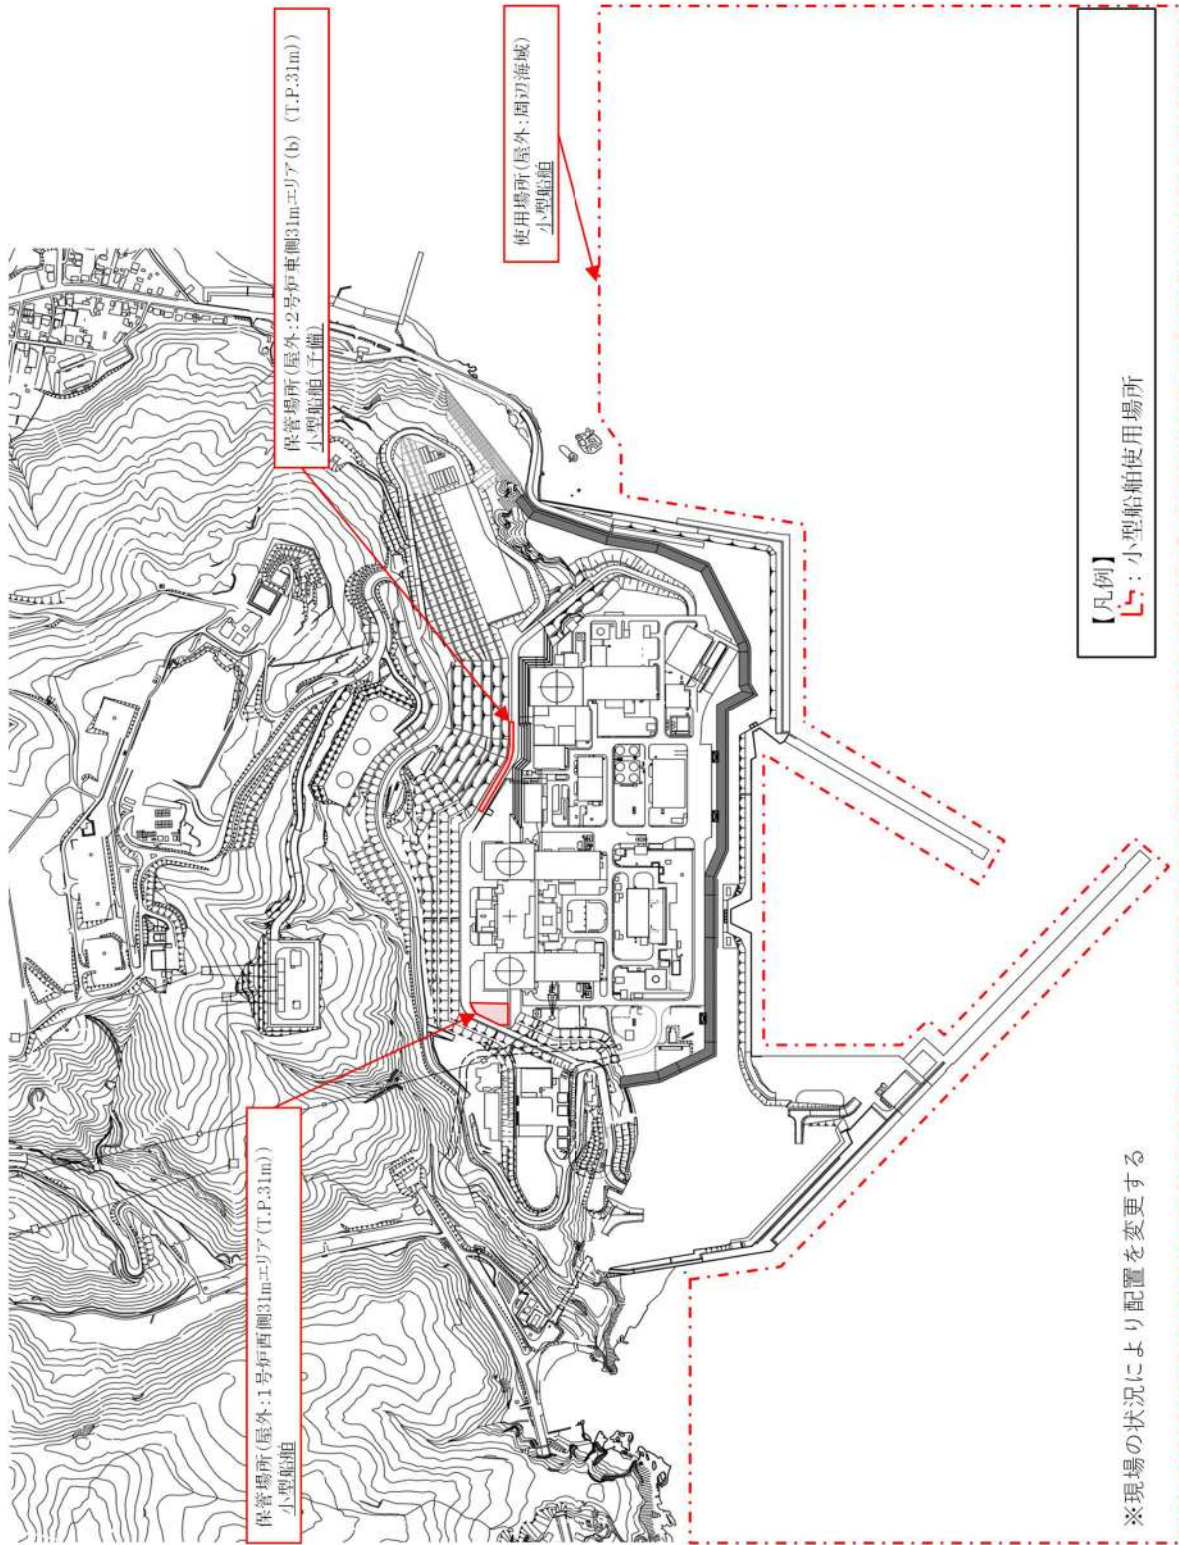 保管場所(屋外:1号炉西側31mエリア(T.P.31m))
小型船舶
保管場所(屋外:2号炉東側31mエリア(b) (T.P.31m))
小型船舶(予備)
使用場所(屋外:周辺海域)
小型船舶
【凡例】
:小型船舶使用場所
※現場の状況により配置を変更する